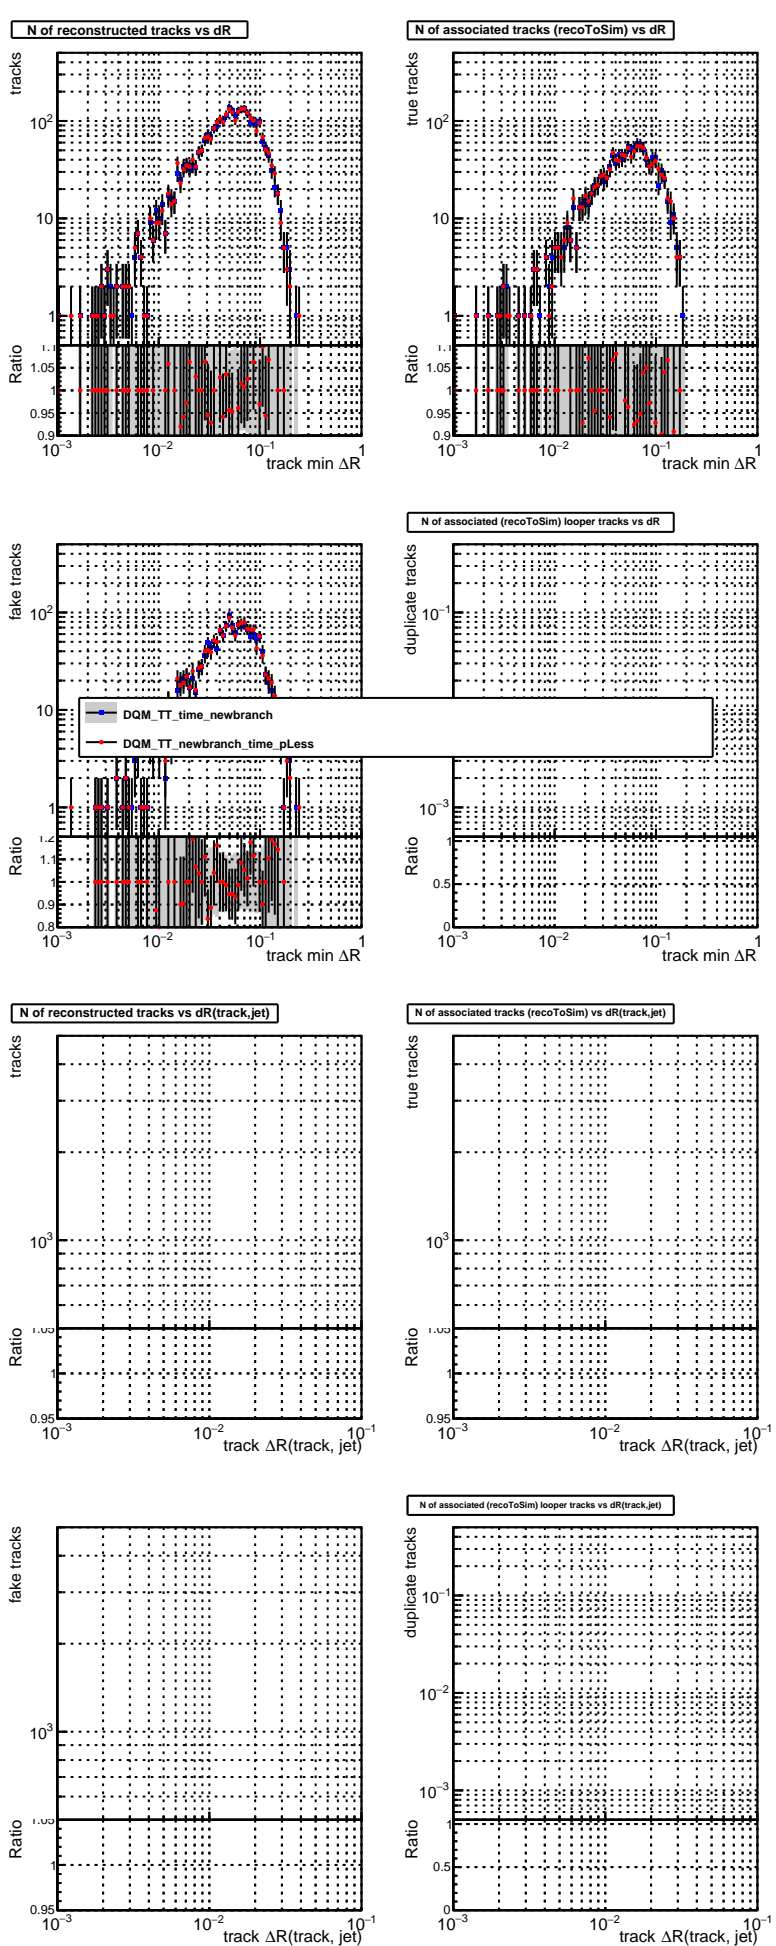 N of reconstructed tracks vs dR
tracks
10²
10
1
Ratio
1.1
1.05
1
0.95
0.9
10⁻³
10⁻²
10⁻¹
1
track min ΔR
N of associated tracks (recoToSim) vs dR
true tracks
10²
10
1
Ratio
1.1
1.05
1
0.95
0.9
10⁻³
10⁻²
10⁻¹
1
track min ΔR
fake tracks
10²
10
1
Ratio
1.2
1.1
1
0.9
0.8
10⁻³
10⁻²
10⁻¹
1
track min ΔR
N of associated (recoToSim) looper tracks vs dR
duplicate tracks
10⁻¹
10⁻³
Ratio
1
0.5
0
10⁻³
10⁻²
10⁻¹
1
track min ΔR
DQM_TT_time_newbranch
DQM_TT_newbranch_time_pLess
N of reconstructed tracks vs dR(track,jet)
tracks
10³
Ratio
1.05
1
0.95
10⁻³
10⁻²
10⁻¹
track ΔR(track, jet)
N of associated tracks (recoToSim) vs dR(track,jet)
true tracks
10³
Ratio
1.05
1
0.95
10⁻³
10⁻²
10⁻¹
track ΔR(track, jet)
fake tracks
10³
Ratio
1.05
1
0.95
10⁻³
10⁻²
10⁻¹
track ΔR(track, jet)
N of associated (recoToSim) looper tracks vs dR(track,jet)
duplicate tracks
10⁻¹
10⁻²
10⁻³
Ratio
1
0.5
0
10⁻³
10⁻²
10⁻¹
track ΔR(track, jet)